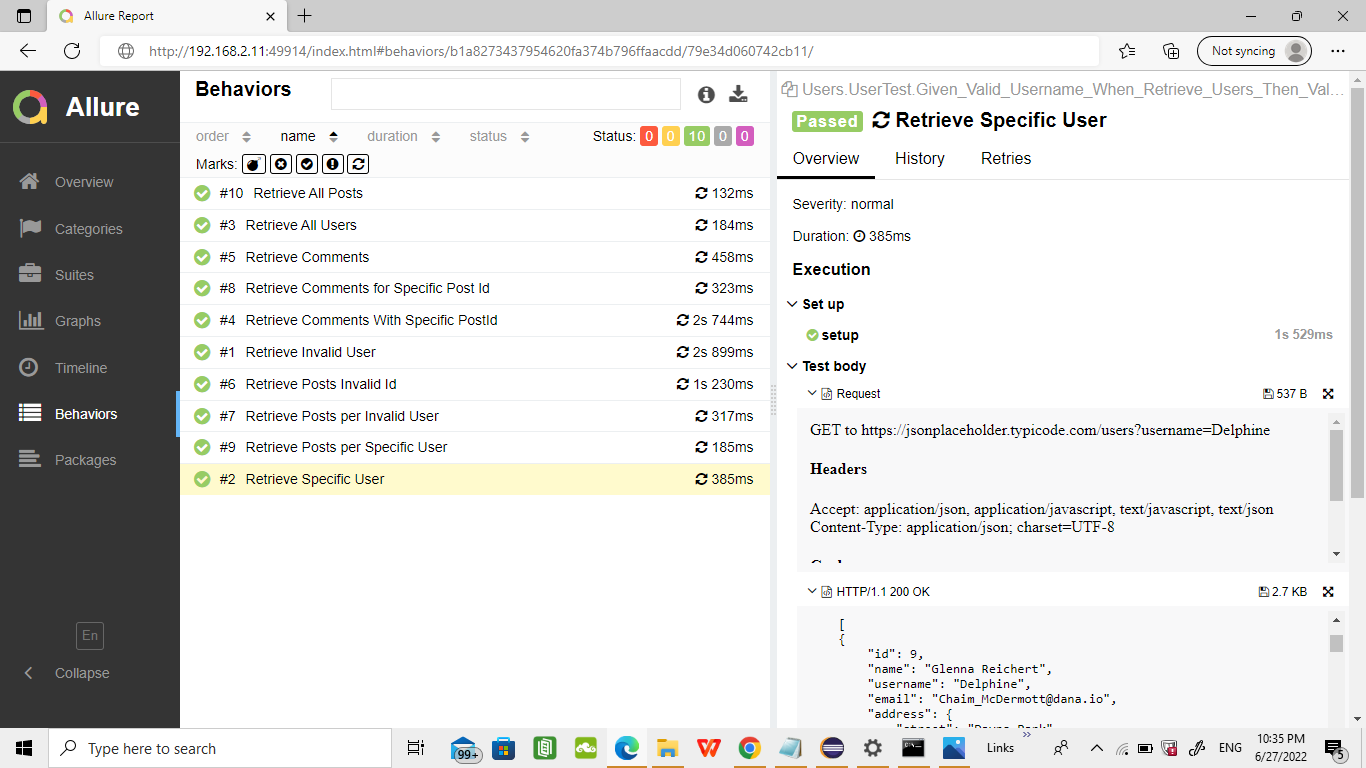 Allure Report
http://192.168.2.11:49914/index.html#behaviors/b1a8273437954620fa374b796ffaacdd/79e34d060742cb11/
Not syncing
Allure
Overview
Categories
Suites
Graphs
Timeline
Behaviors
Packages
En
Collapse
Behaviors
order name duration status Status: 0 0 10 0 0
Marks:
#10 Retrieve All Posts 132ms
#3 Retrieve All Users 184ms
#5 Retrieve Comments 458ms
#8 Retrieve Comments for Specific Post Id 323ms
#4 Retrieve Comments With Specific PostId 2s 744ms
#1 Retrieve Invalid User 2s 899ms
#6 Retrieve Posts Invalid Id 1s 230ms
#7 Retrieve Posts per Invalid User 317ms
#9 Retrieve Posts per Specific User 185ms
#2 Retrieve Specific User 385ms
Users.UserTest.Given_Valid_Username_When_Retrieve_Users_Then_Val...
Passed Retrieve Specific User
Overview History Retries
Severity: normal
Duration: 385ms
Execution
Set up
setup 1s 529ms
Test body
Request 537 B
GET to https://jsonplaceholder.typicode.com/users?username=Delphine
Headers
Accept: application/json, application/javascript, text/javascript, text/json
Content-Type: application/json; charset=UTF-8
HTTP/1.1 200 OK 2.7 KB
[
{
"id": 9,
"name": "Glenna Reichert",
"username": "Delphine",
"email": "Chaim_McDermott@dana.io",
"address": {
Type here to search
99+
Links
ENG
10:35 PM
6/27/2022
5